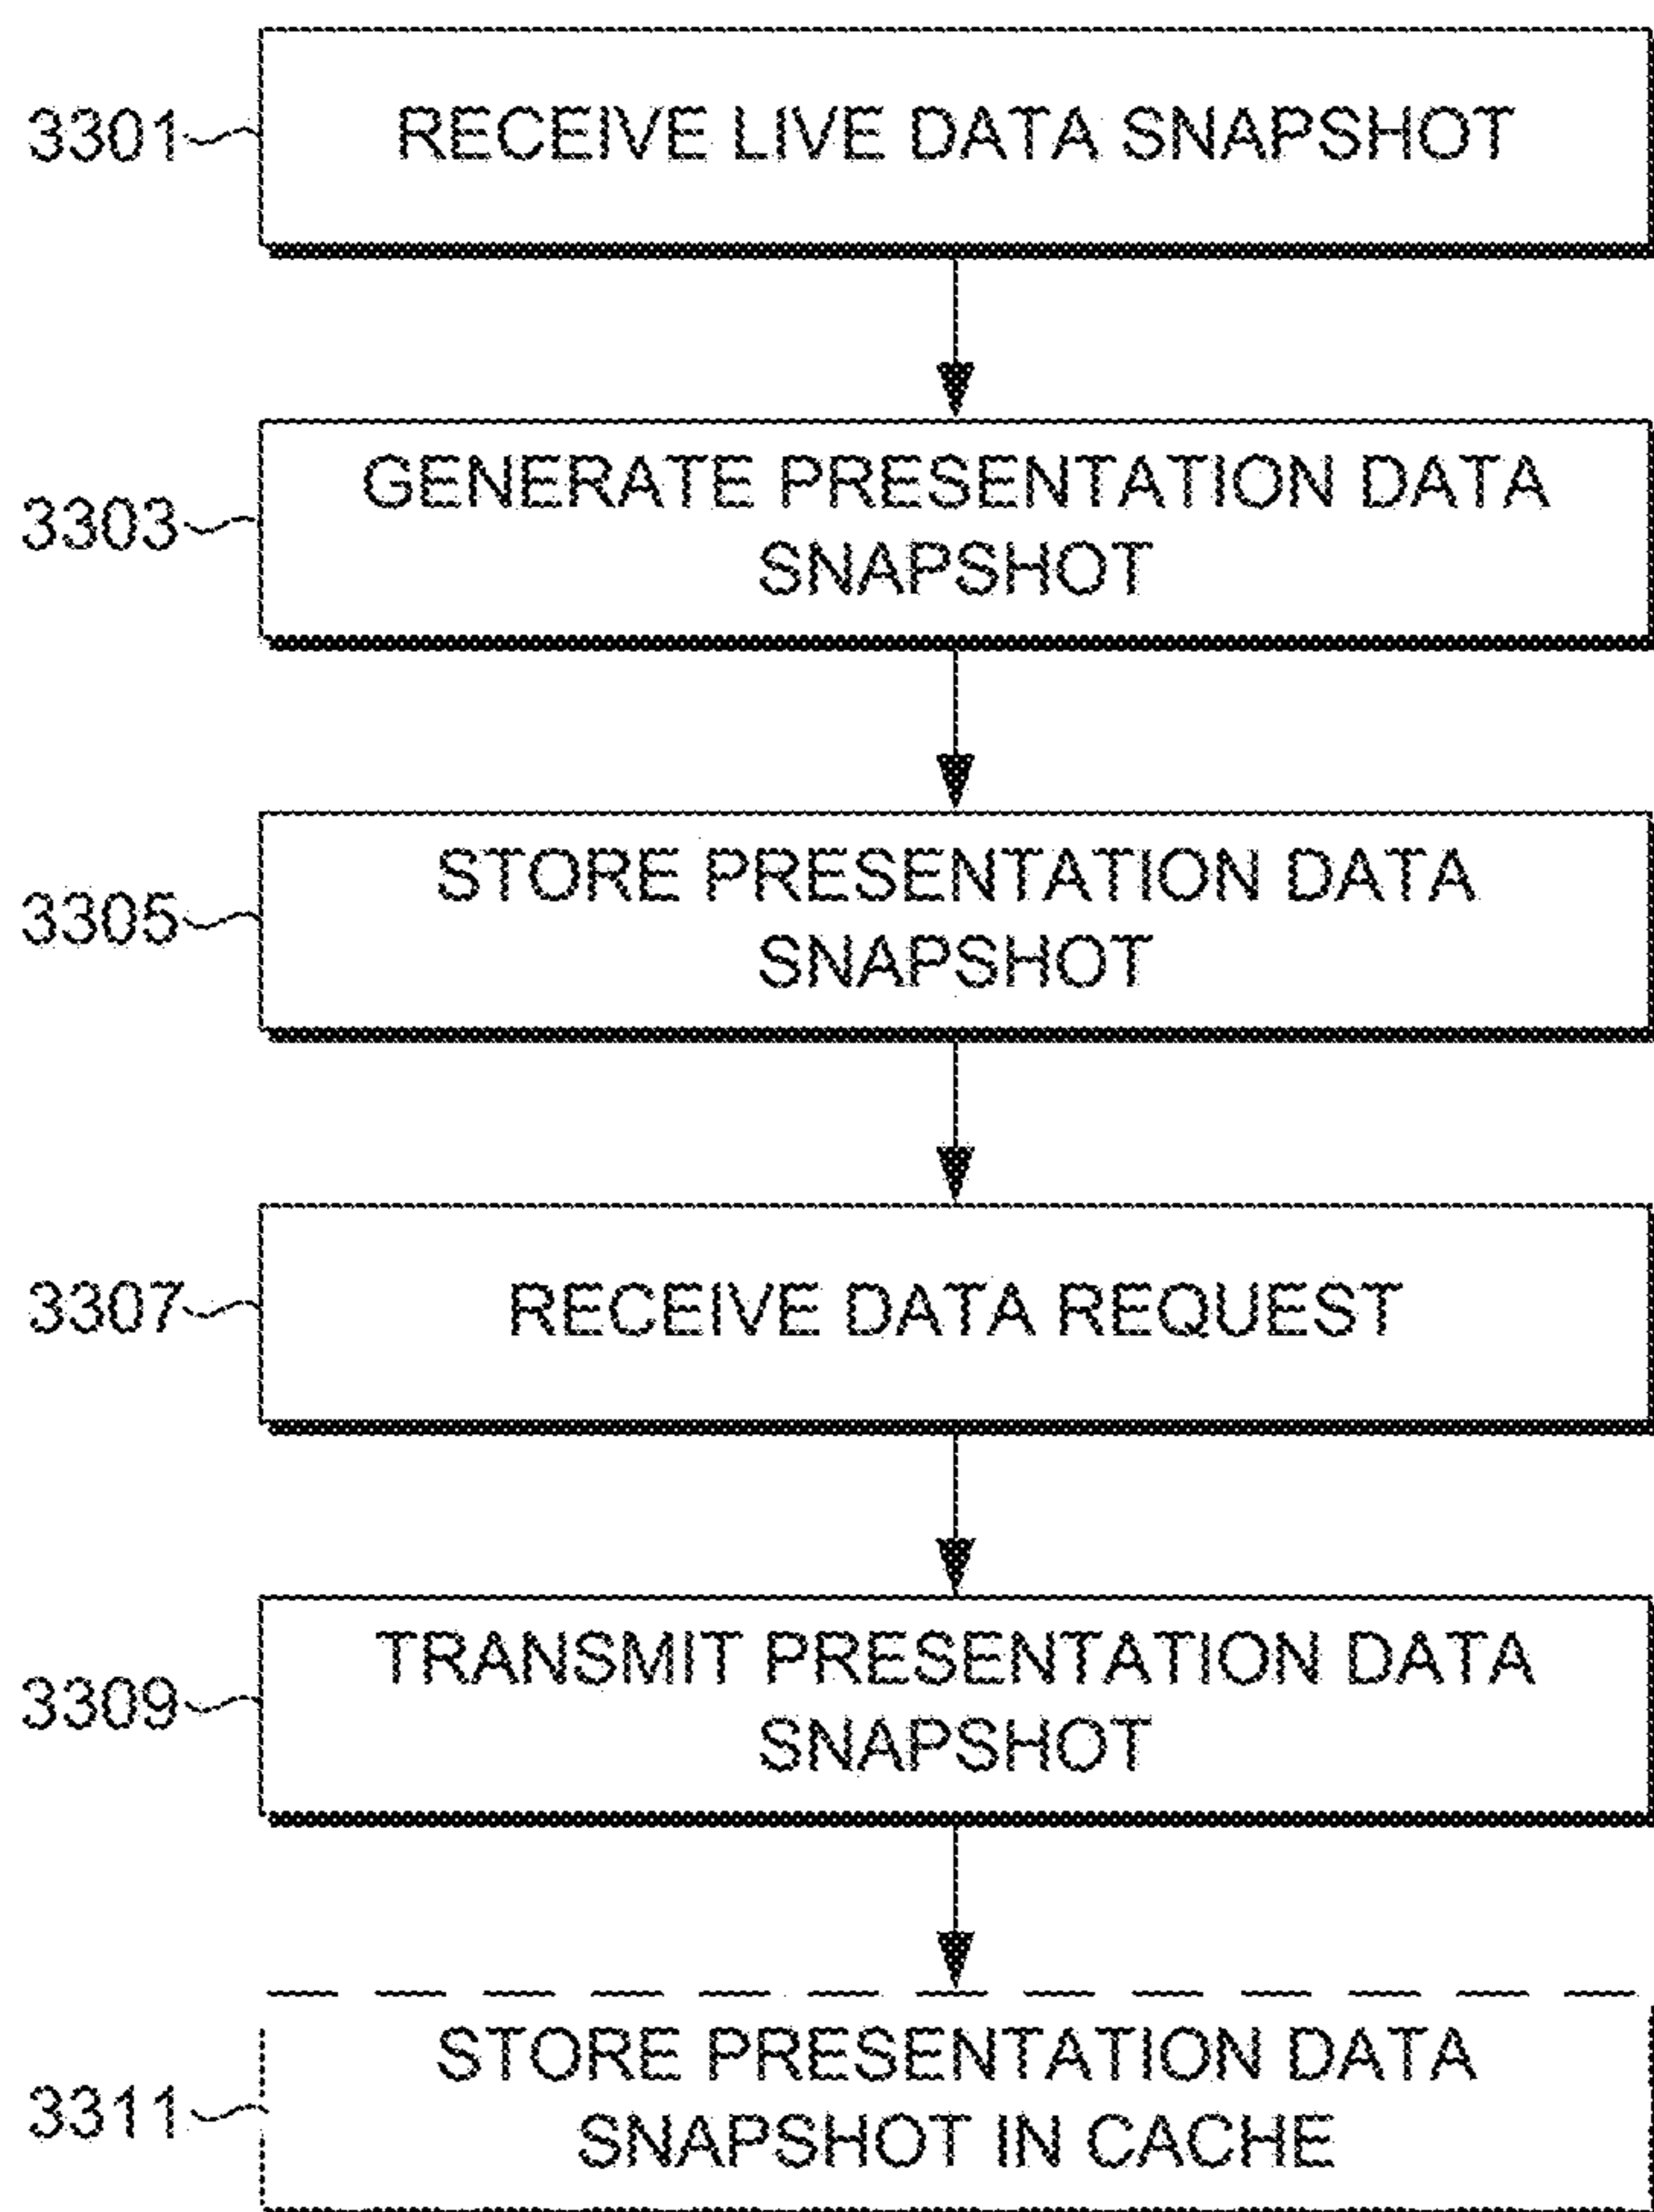 3301
RECEIVE LIVE DATA SNAPSHOT
3303
GENERATE PRESENTATION DATA
SNAPSHOT
3305
STORE PRESENTATION DATA
SNAPSHOT
3307
RECEIVE DATA REQUEST
3309
TRANSMIT PRESENTATION DATA
SNAPSHOT
3311
STORE PRESENTATION DATA
SNAPSHOT IN CACHE